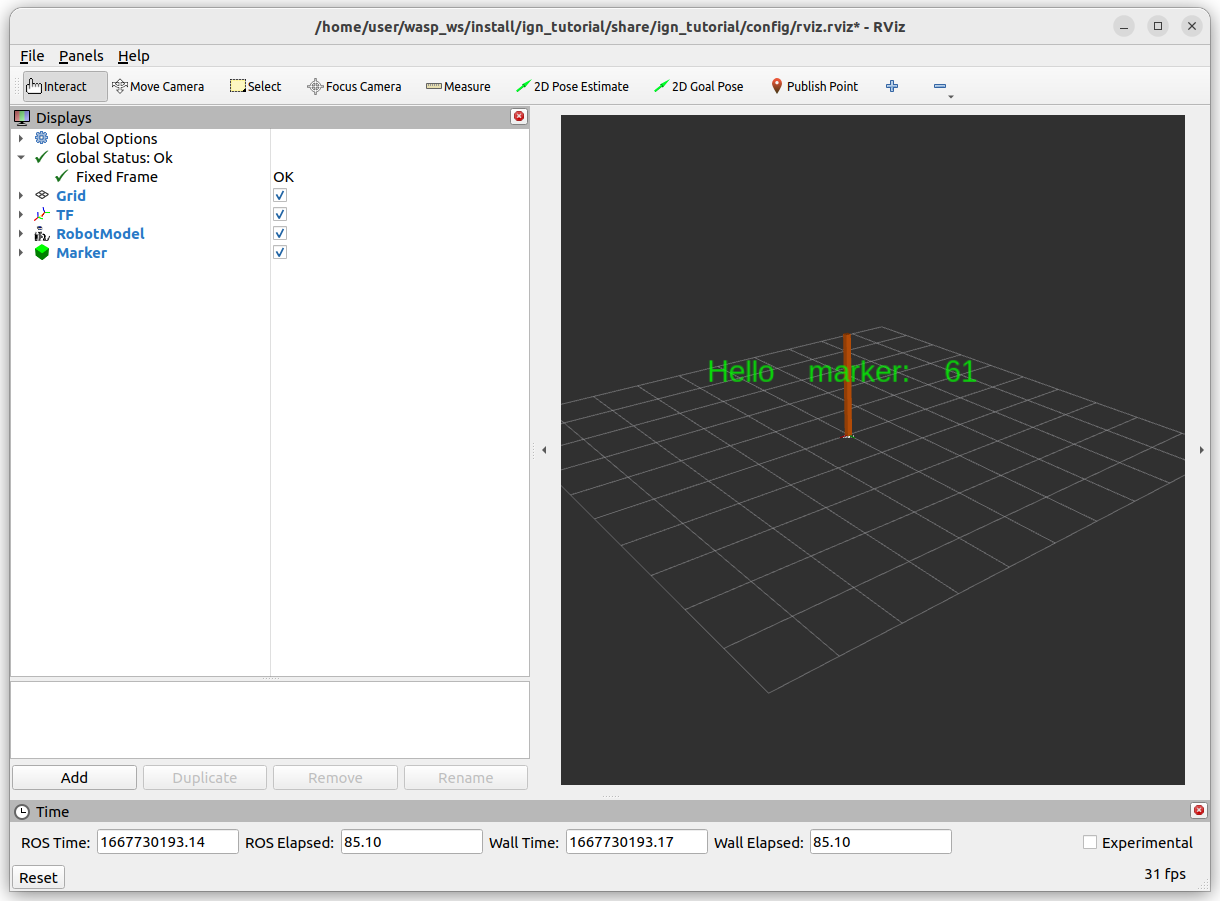 /home/user/wasp_ws/install/ign_tutorial/share/ign_tutorial/config/rviz.rviz* - RViz
File Panels Help
Interact Move Camera Select Focus Camera Measure 2D Pose Estimate 2D Goal Pose Publish Point
Displays
Global Options
Global Status: Ok
Fixed Frame OK
Grid
TF
RobotModel
Marker
Hello marker: 61
Add Duplicate Remove Rename
Time
ROS Time: 1667730193.14 ROS Elapsed: 85.10 Wall Time: 1667730193.17 Wall Elapsed: 85.10 Experimental
Reset 31 fps